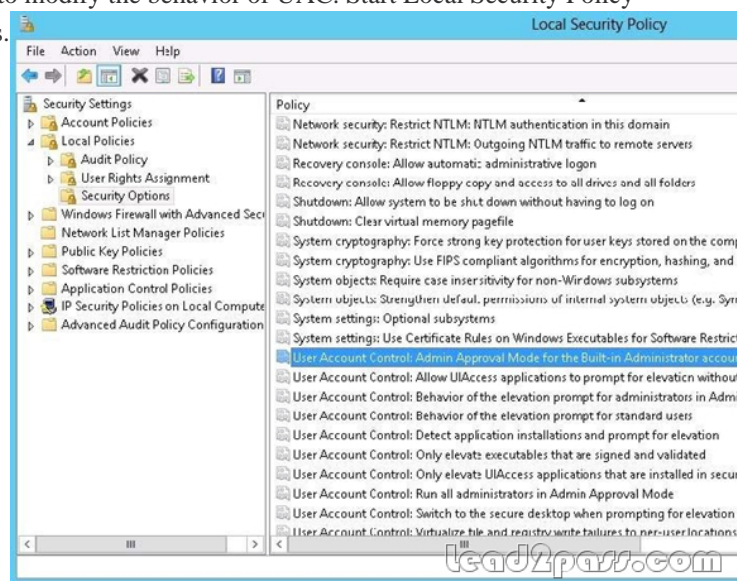 to modify the behavior of UAC. Start Local Security Policy
s.
Local Security Policy
File Action View Help
Security Settings
Account Policies
Local Policies
Audit Policy
User Rights Assignment
Security Options
Windows Firewall with Advanced Secu
Network List Manager Policies
Public Key Policies
Software Restriction Policies
Application Control Policies
IP Security Policies on Local Compute
Advanced Audit Policy Configuration
Policy
Network security: Restrict NTLM: NTLM authentication in this domain
Network security: Restrict NTLM: Outgoing NTLM traffic to remote servers
Recovery console: Allow automatic administrative logon
Recovery console: Allow floppy copy and access to all drives and all folders
Shutdown: Allow system to be shut down without having to log on
Shutdown: Clear virtual memory pagefile
System cryptography: Force strong key protection for user keys stored on the comp
System cryptography: Use FIPS compliant algorithms for encryption, hashing, and
System objects: Require case insensitivity for non-Windows subsystems
System objects: Strengthen default permissions of internal system objects (e.g. Sym
System settings: Optional subsystems
System settings: Use Certificate Rules on Windows Executables for Software Restrict
User Account Control: Admin Approval Mode for the Built-in Administrator accoun
User Account Control: Allow UIAccess applications to prompt for elevation without
User Account Control: Behavior of the elevation prompt for administrators in Admi
User Account Control: Behavior of the elevation prompt for standard users
User Account Control: Detect application installations and prompt for elevation
User Account Control: Only elevate executables that are signed and validated
User Account Control: Only elevate UIAccess applications that are installed in secur
User Account Control: Run all administrators in Admin Approval Mode
User Account Control: Switch to the secure desktop when prompting for elevation
User Account Control: Virtualize file and registry write failures to per-user locations
Lead2pass.com